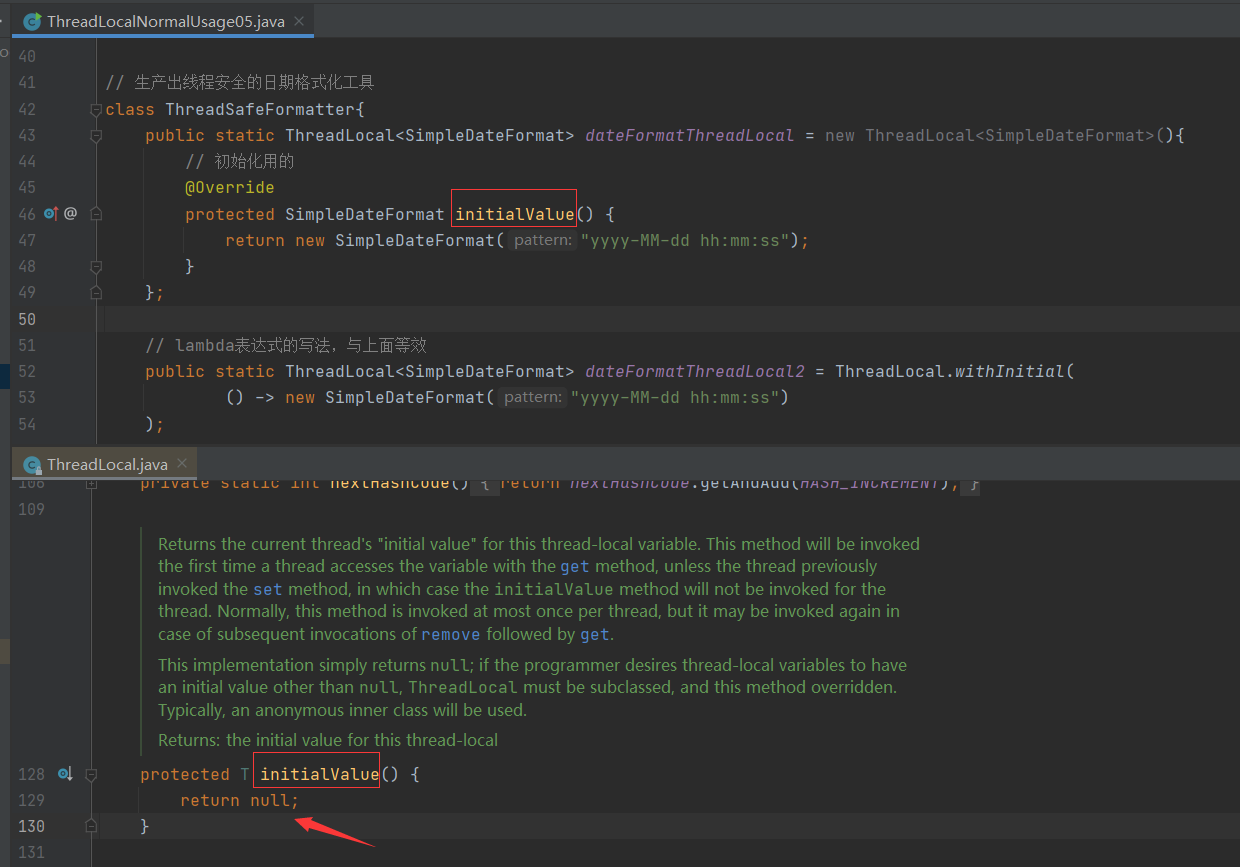 ThreadLocalNormalUsage05.java
40
41 // 生产出线程安全的日期格式化工具
42 class ThreadSafeFormatter{
43 public static ThreadLocal<SimpleDateFormat> dateFormatThreadLocal = new ThreadLocal<SimpleDateFormat>(){
44 // 初始化用的
45 @Override
46 @ protected SimpleDateFormat initialValue() {
47 return new SimpleDateFormat( pattern: "yyyy-MM-dd hh:mm:ss");
48 }
49 };
50
51 // lambda表达式的写法，与上面等效
52 public static ThreadLocal<SimpleDateFormat> dateFormatThreadLocal2 = ThreadLocal.withInitial(
53 () -> new SimpleDateFormat( pattern: "yyyy-MM-dd hh:mm:ss")
54 );
ThreadLocal.java
106 private static int nextHashCode() { return nextHashCode.getAndAdd(HASH_INCREMENT); }
109
Returns the current thread's "initial value" for this thread-local variable. This method will be invoked
the first time a thread accesses the variable with the get method, unless the thread previously
invoked the set method, in which case the initialValue method will not be invoked for the
thread. Normally, this method is invoked at most once per thread, but it may be invoked again in
case of subsequent invocations of remove followed by get.
This implementation simply returns null; if the programmer desires thread-local variables to have
an initial value other than null, ThreadLocal must be subclassed, and this method overridden.
Typically, an anonymous inner class will be used.
Returns: the initial value for this thread-local
128 protected T initialValue() {
129 return null;
130 }
131